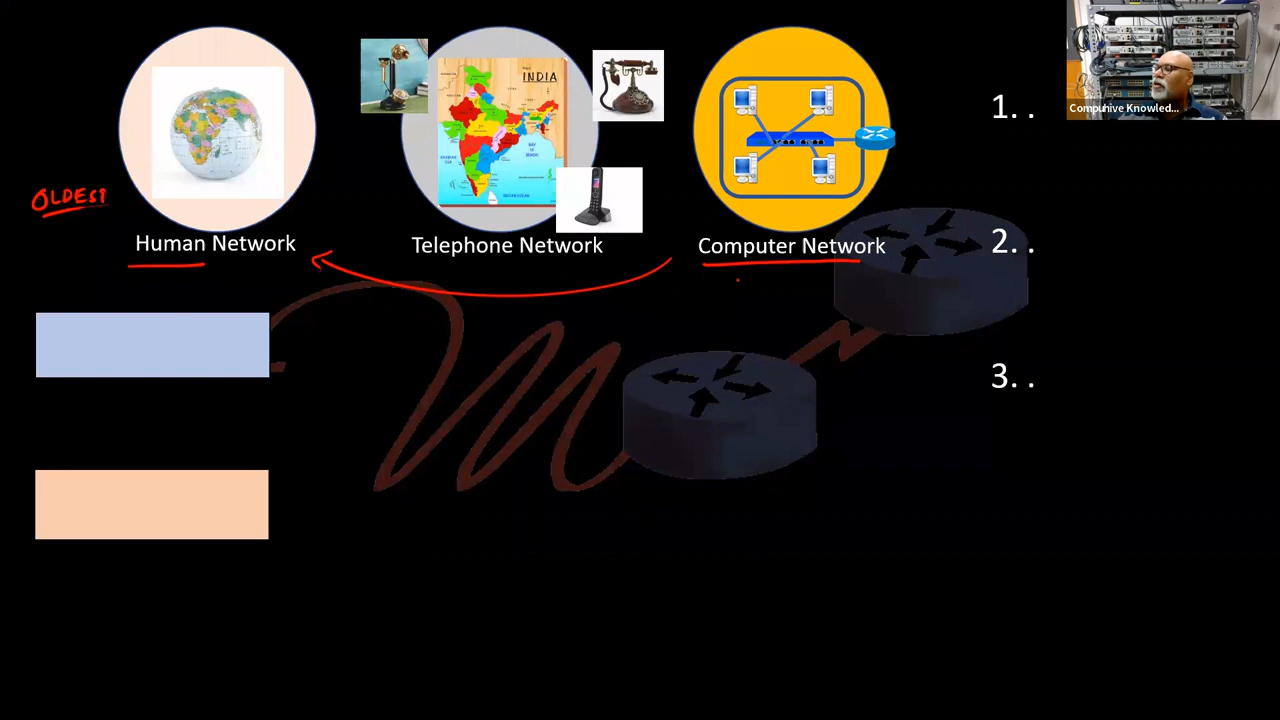 INDIA
1. .
Compuhive Knowled...
OLDEST
Human Network
Telephone Network
Computer Network
2. .
3. .